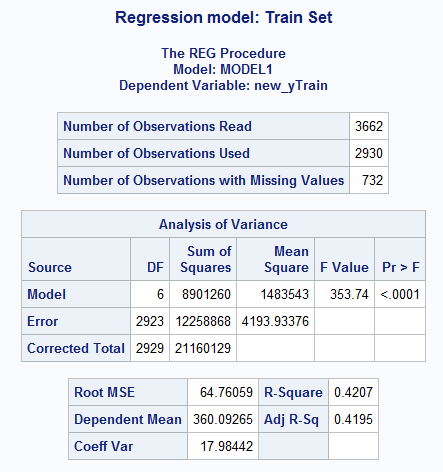 Regression model: Train Set
The REG Procedure
Model: MODEL1
Dependent Variable: new_yTrain
Number of Observations Read 3662
Number of Observations Used 2930
Number of Observations with Missing Values 732
Analysis of Variance
Source DF Sum of Squares Mean Square F Value Pr > F
Model 6 8901260 1483543 353.74 <.0001
Error 2923 12258868 4193.93376
Corrected Total 2929 21160129
Root MSE 64.76059 R-Square 0.4207
Dependent Mean 360.09265 Adj R-Sq 0.4195
Coeff Var 17.98442